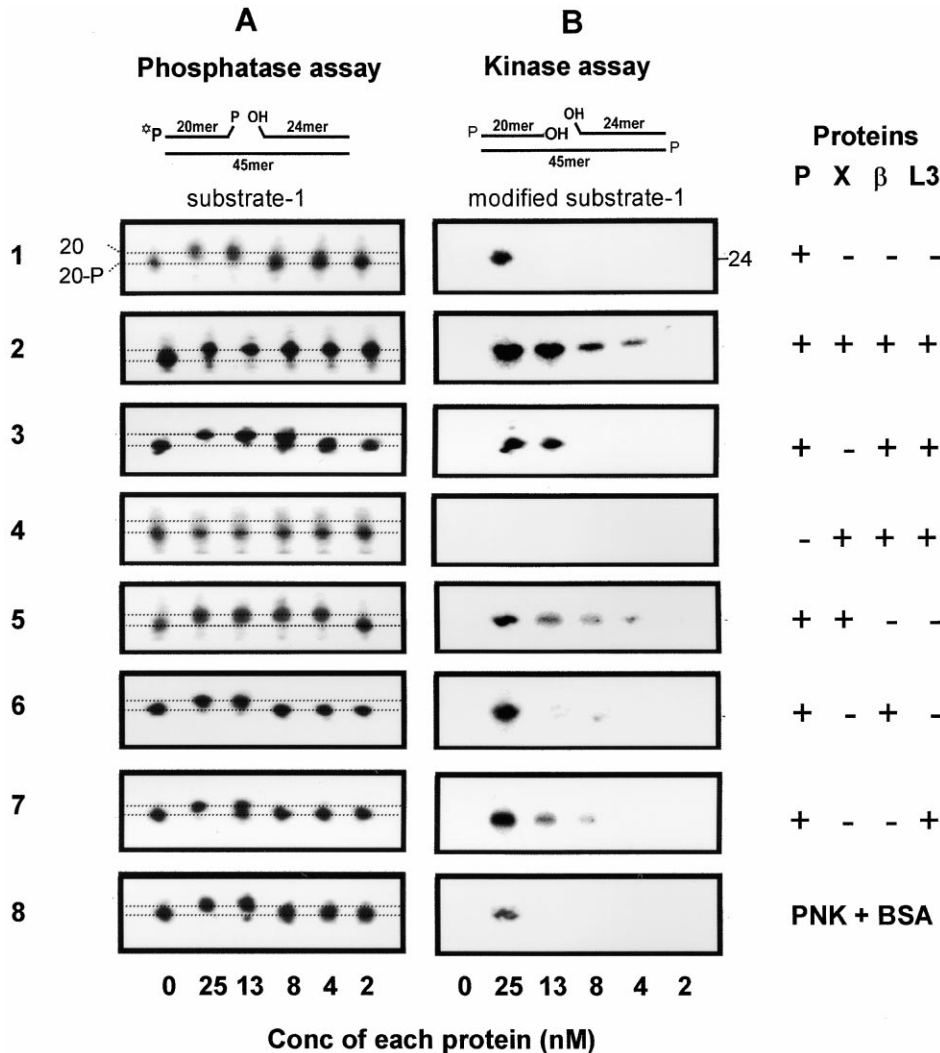 A B
Phosphatase assay Kinase assay
☆P 20mer P OH 24mer
45mer
P 20mer OH OH 24mer
45mer P
Proteins
substrate-1 modified substrate-1 P X β L3
1 20 20-P 24 + - - -
2 + + + +
3 + - + +
4 - + + +
5 + + - -
6 + - + -
7 + - - +
8 PNK + BSA
0 25 13 8 4 2 0 25 13 8 4 2
Conc of each protein (nM)